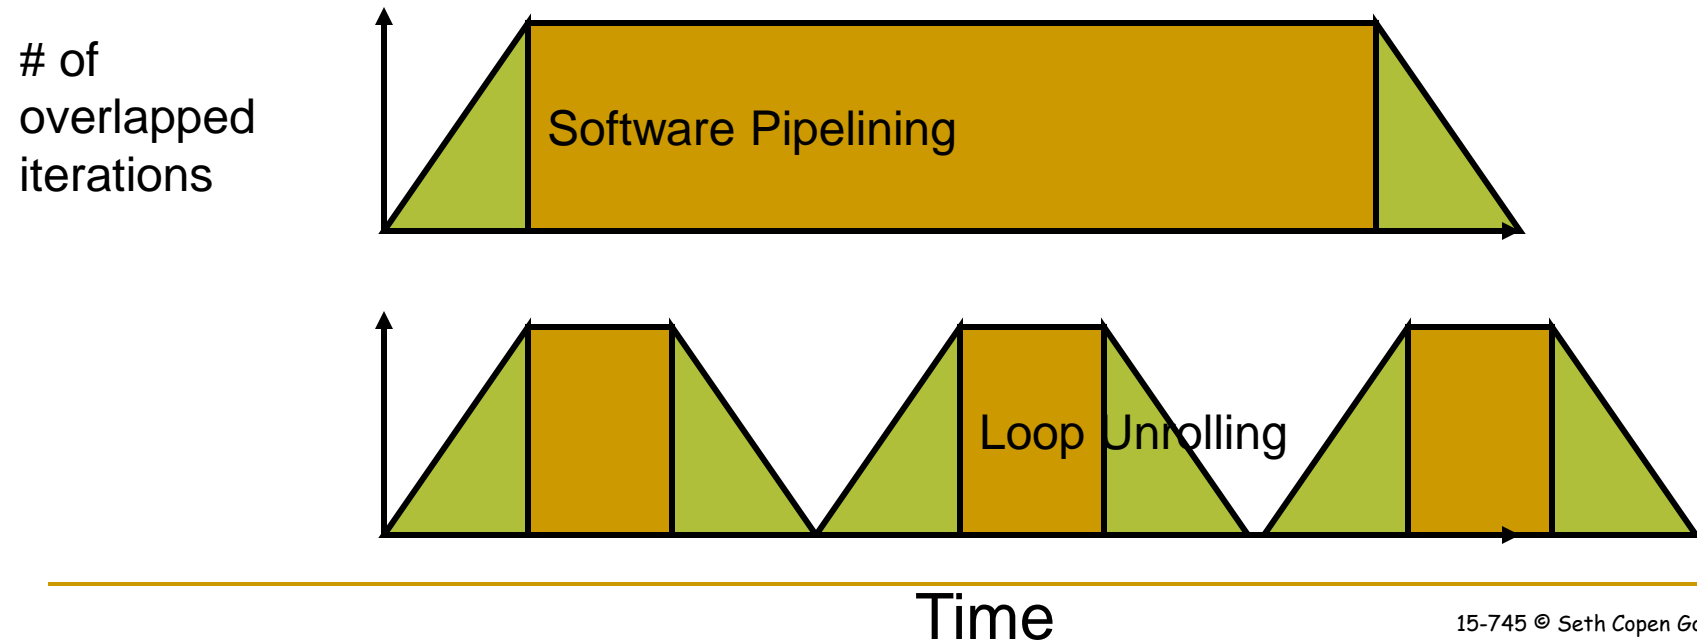 # of
overlapped
iterations
Software Pipelining
Loop Unrolling
Time
15-745 © Seth Copen